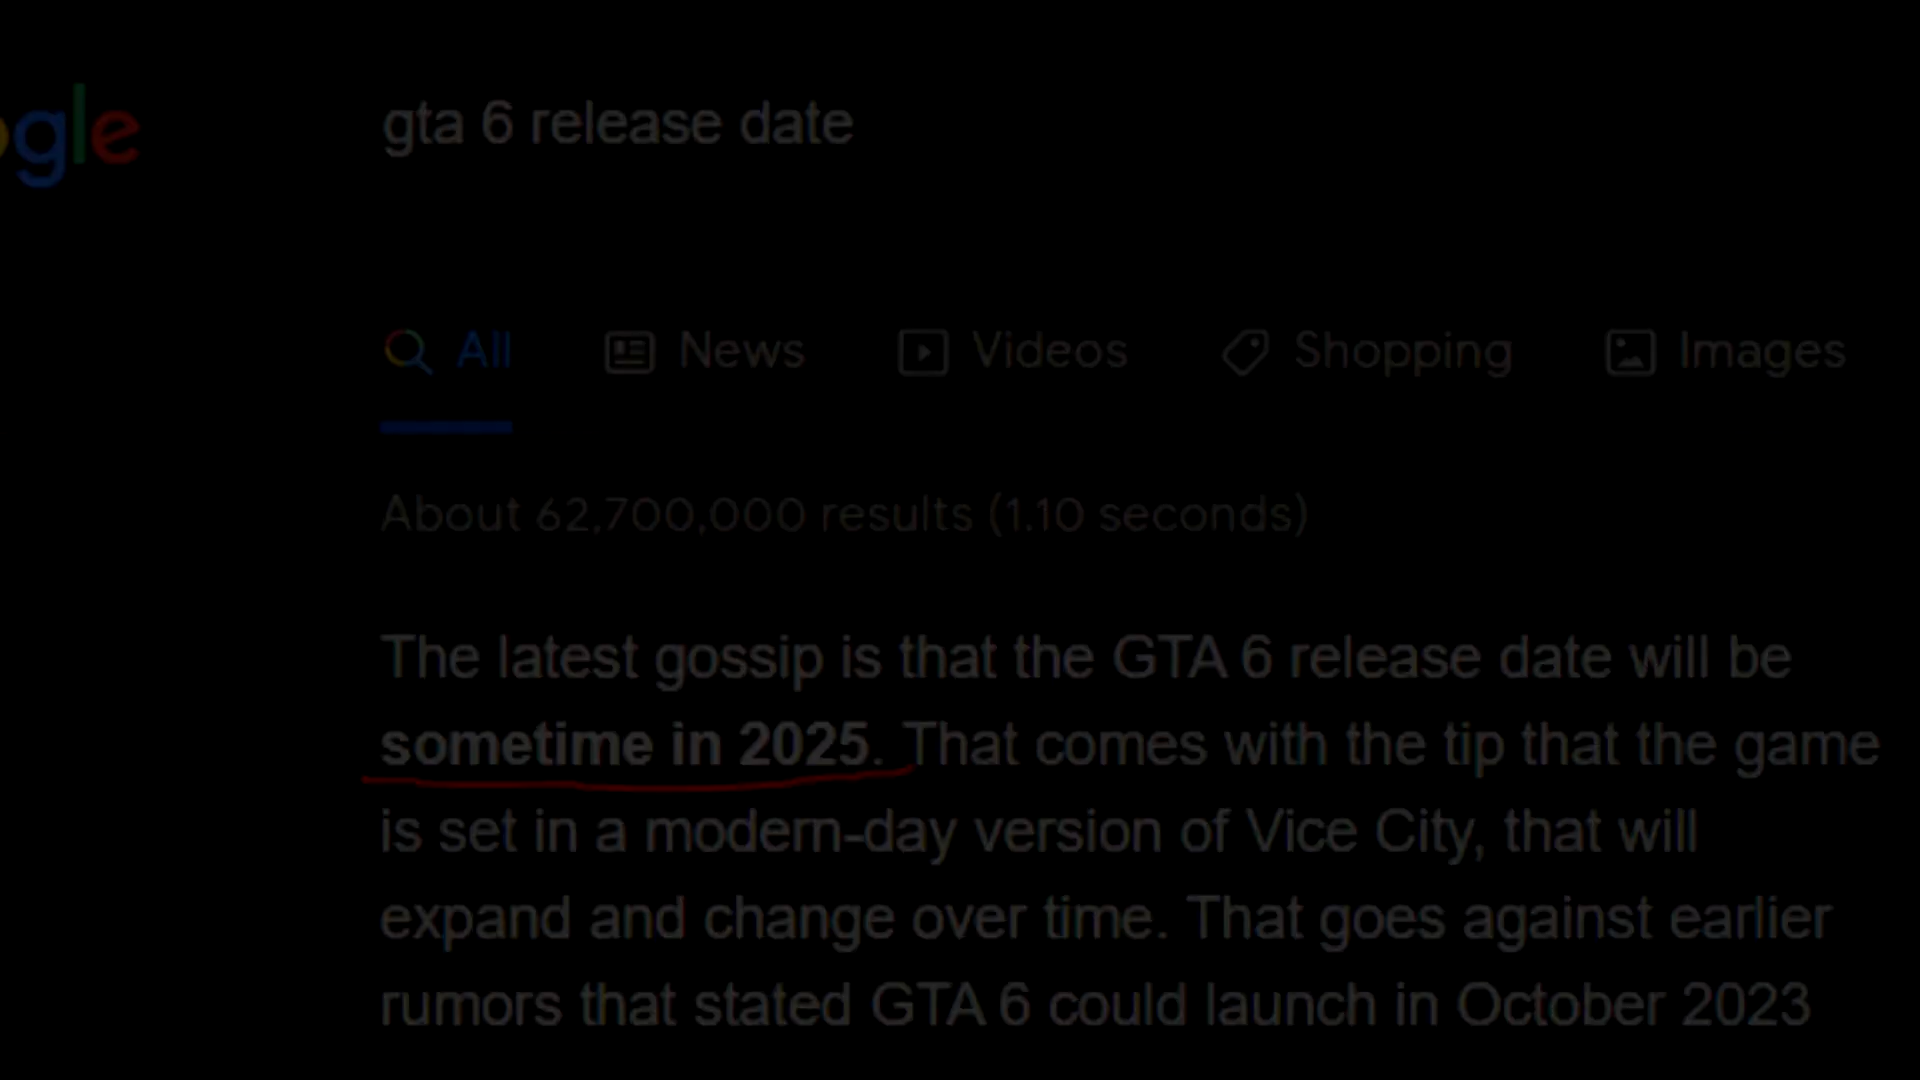 ogle
gta 6 release date
All News Videos Shopping Images
About 62,700,000 results (1.10 seconds)
The latest gossip is that the GTA 6 release date will be
sometime in 2025. That comes with the tip that the game
is set in a modern-day version of Vice City, that will
expand and change over time. That goes against earlier
rumors that stated GTA 6 could launch in October 2023